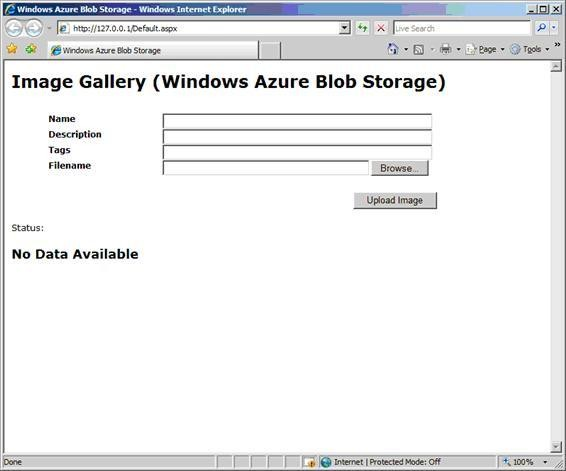 Windows Azure Blob Storage - Windows Internet Explorer
http://127.0.0.1/Default.aspx
Live Search
Windows Azure Blob Storage
Page
Tools
Image Gallery (Windows Azure Blob Storage)
Name
Description
Tags
Filename
Browse...
Upload Image
Status:
No Data Available
Done
Internet | Protected Mode: Off
100%